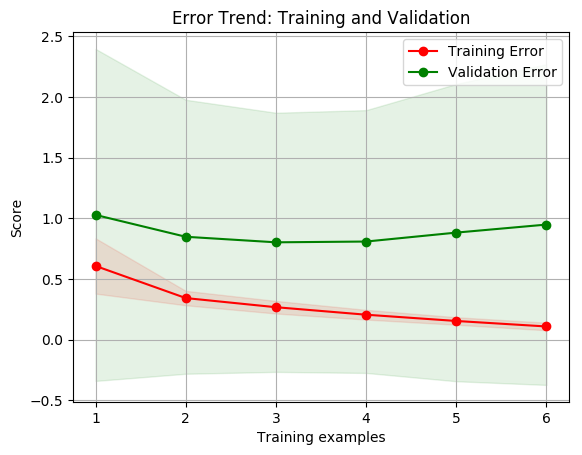 Error Trend: Training and Validation
Training Error
Validation Error
Score
2.5
2.0
1.5
1.0
0.5
0.0
−0.5
1 2 3 4 5 6
Training examples